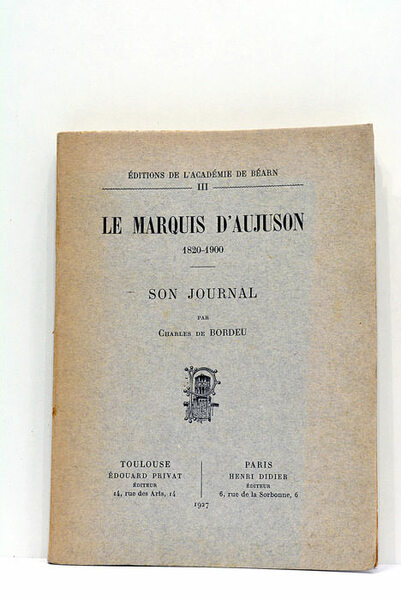 ÉDITIONS DE L'ACADÉMIE DE BÉARN
III
LE MARQUIS D'AUJUSON
1820-1900
SON JOURNAL
PAR
CHARLES DE BORDEU
TOULOUSE
ÉDOUARD PRIVAT
ÉDITEUR
14, rue des Arts, 14
PARIS
HENRI DIDIER
ÉDITEUR
6, rue de la Sorbonne, 6
1927